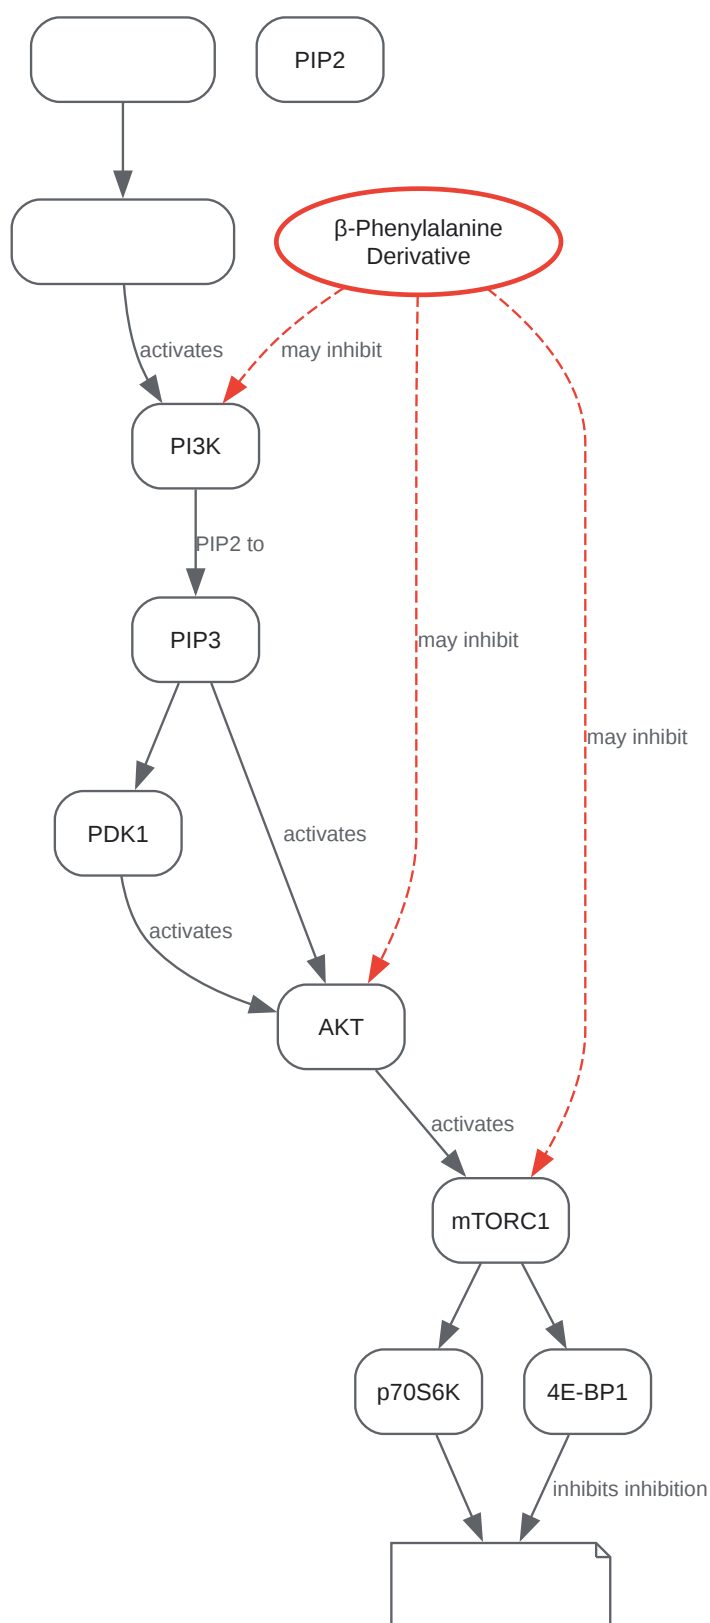 PIP2
β-Phenylalanine
Derivative
activates
may inhibit
PI3K
PIP2 to
PIP3
may inhibit
may inhibit
PDK1
activates
activates
AKT
activates
mTORC1
p70S6K
4E-BP1
inhibits inhibition